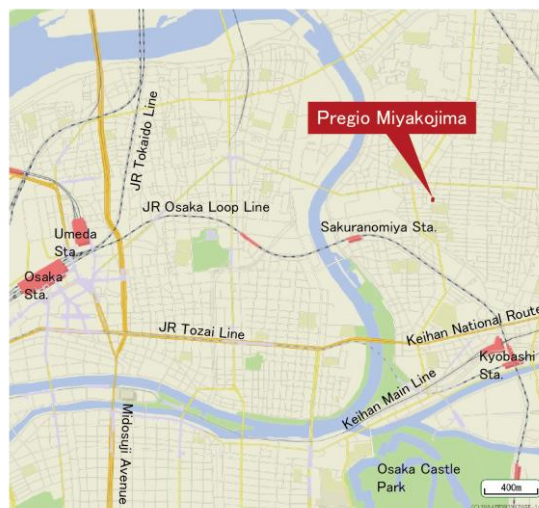 Pregio Miyakojima
JR Tokaido Line
JR Osaka Loop Line
Sakuranomiya Sta.
Umeda
Sta.
Osaka
Sta.
JR Tozai Line
Keihan National Route
Kyobashi
Sta.
Keihan Main Line
Midosuji Avenue
Osaka Castle
Park
400m